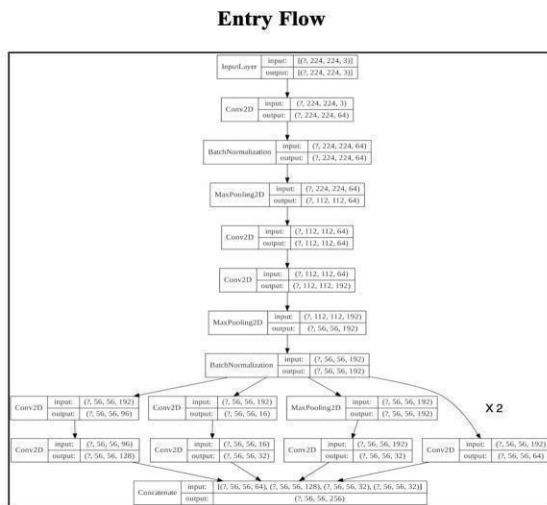 Entry Flow
InputLayer input: [(?, 224, 224, 3)]
output: [(?, 224, 224, 3)]
Conv2D input: (?, 224, 224, 3)
output: (?, 224, 224, 64)
BatchNormalization input: (?, 224, 224, 64)
output: (?, 224, 224, 64)
MaxPooling2D input: (?, 224, 224, 64)
output: (?, 112, 112, 64)
Conv2D input: (?, 112, 112, 64)
output: (?, 112, 112, 64)
Conv2D input: (?, 112, 112, 64)
output: (?, 112, 112, 192)
MaxPooling2D input: (?, 112, 112, 192)
output: (?, 56, 56, 192)
BatchNormalization input: (?, 56, 56, 192)
output: (?, 56, 56, 192)
Conv2D input: (?, 56, 56, 192)
output: (?, 56, 56, 96)
Conv2D input: (?, 56, 56, 192)
output: (?, 56, 56, 16)
MaxPooling2D input: (?, 56, 56, 192)
output: (?, 56, 56, 192)
X 2
Conv2D input: (?, 56, 56, 96)
output: (?, 56, 56, 128)
Conv2D input: (?, 56, 56, 16)
output: (?, 56, 56, 32)
Conv2D input: (?, 56, 56, 192)
output: (?, 56, 56, 32)
Conv2D input: (?, 56, 56, 192)
output: (?, 56, 56, 64)
Concatenate input: [(?, 56, 56, 64), (?, 56, 56, 128), (?, 56, 56, 32), (?, 56, 56, 32)]
output: (?, 56, 56, 256)